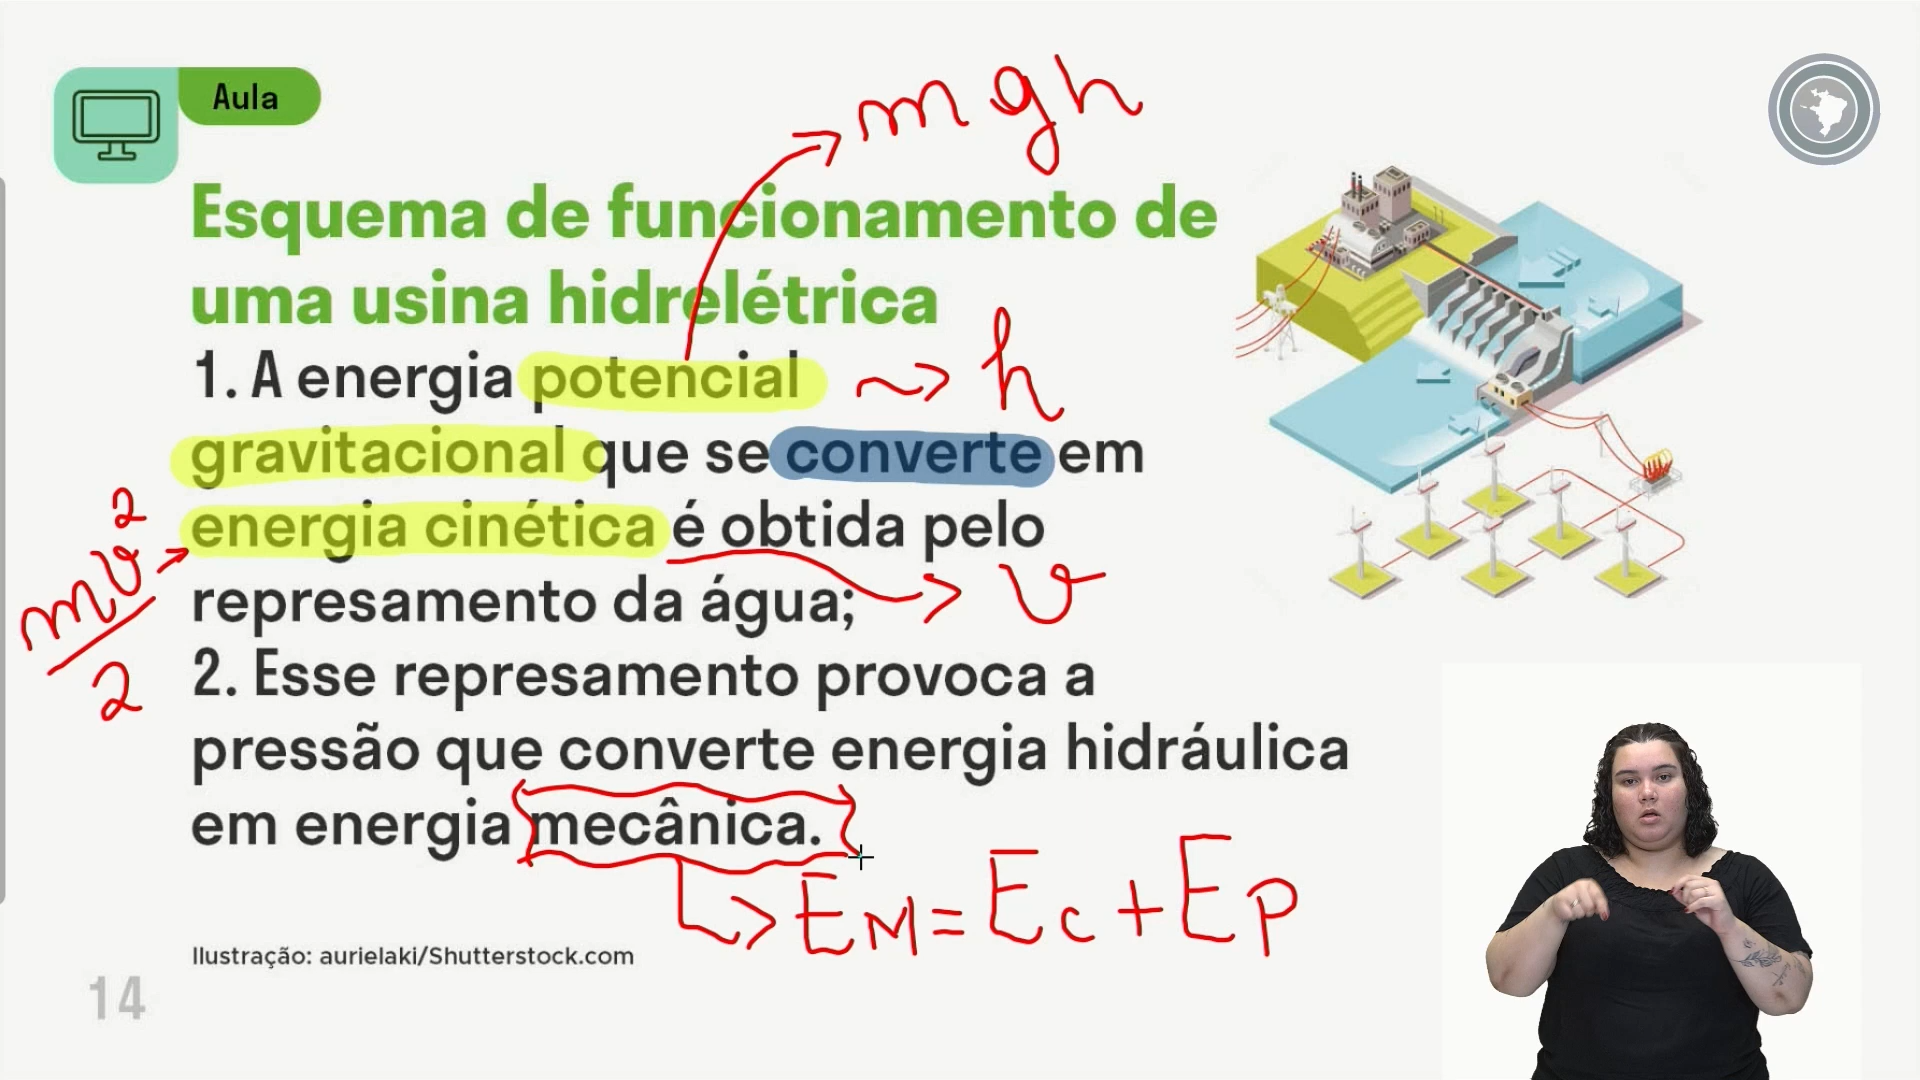 Aula
mgh
Esquema de funcionamento de
uma usina hidrelétrica
1. A energia potencial → h
gravitacional que se converte em
energia cinética é obtida pelo
mv²/2
represamento da água; → v
2. Esse represamento provoca a
pressão que converte energia hidráulica
em energia mecânica.
EM = Ec + Ep
Ilustração: aurielaki/Shutterstock.com
14